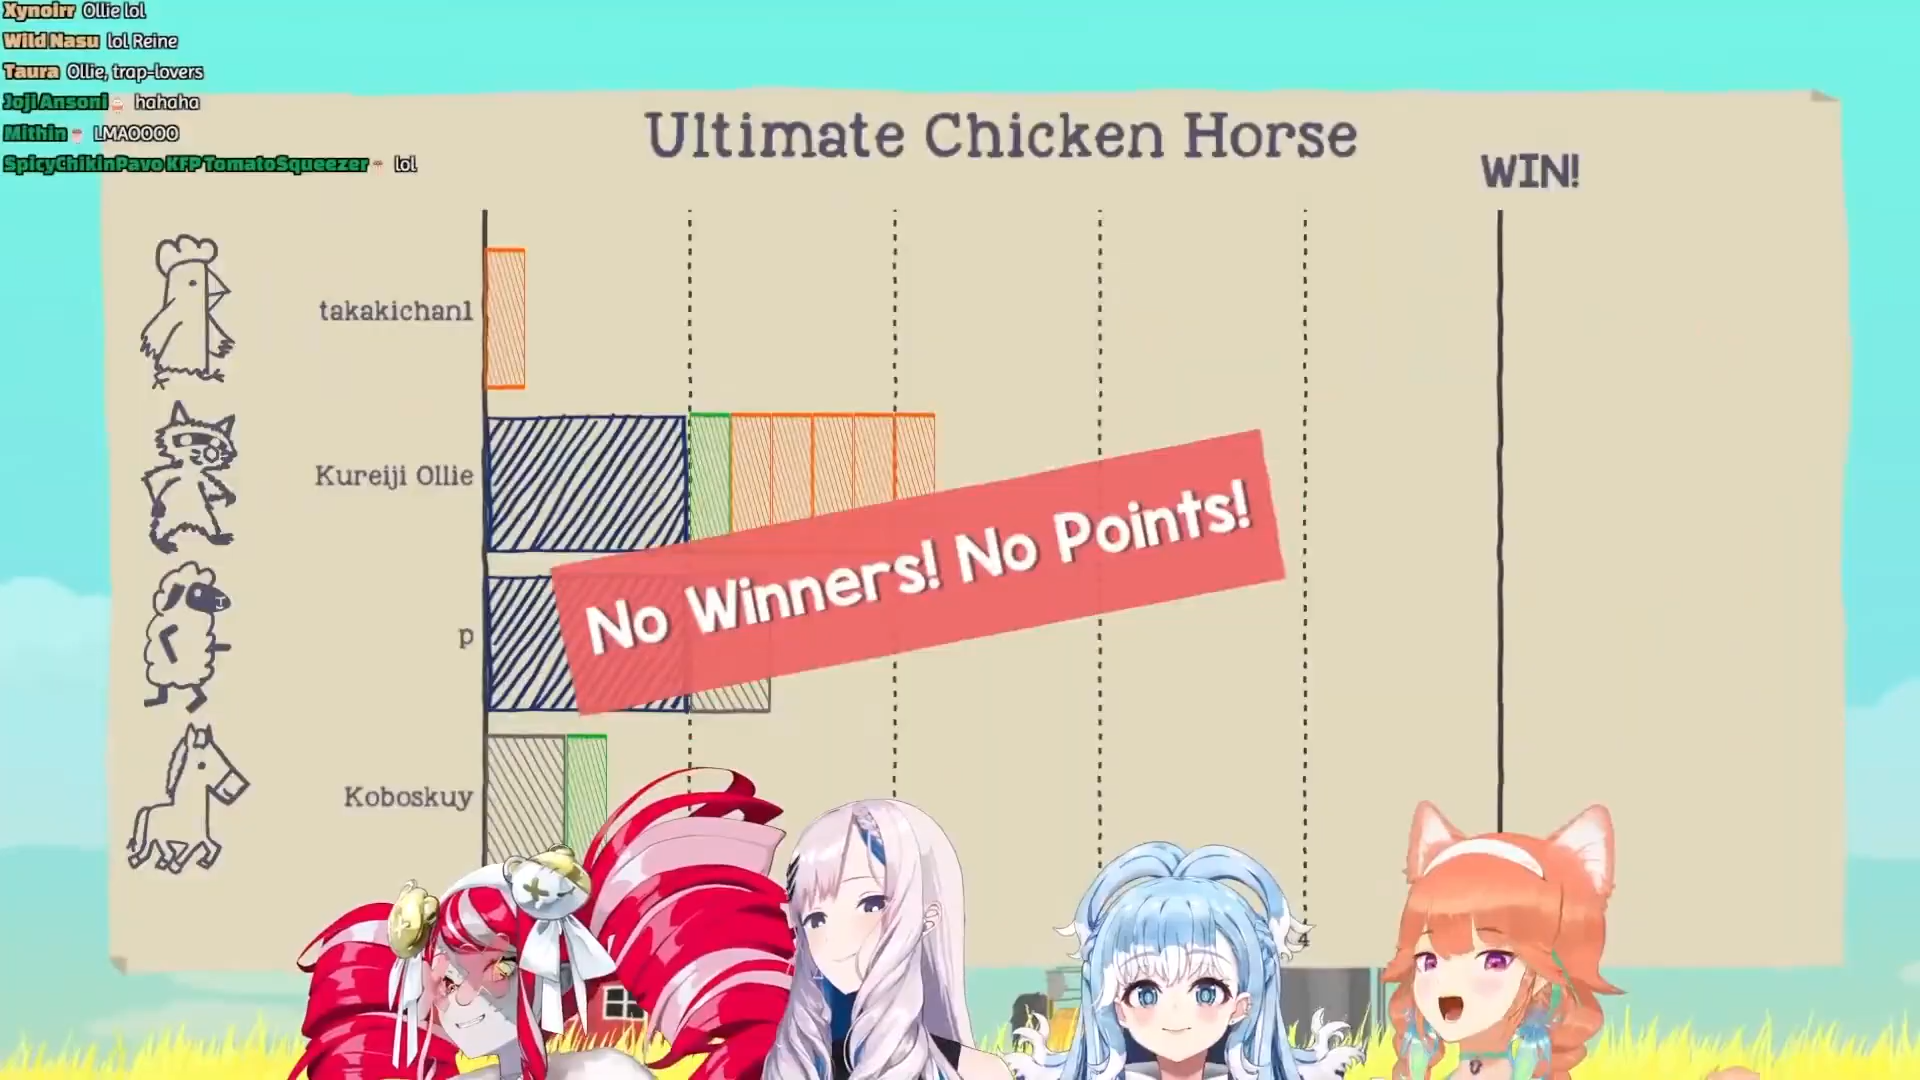 Xynoirr Ollie lol
Wild Nasu lol Reine
Taura Ollie, trap-lovers
Joji Ansoni hahaha
Mithin LMAOOOO
SpicyChikinPavo KFP TomatoSqueezer lol
Ultimate Chicken Horse
WIN!
takakichan1
Kureiji Ollie
No Winners! No Points!
p
Koboskuy
4